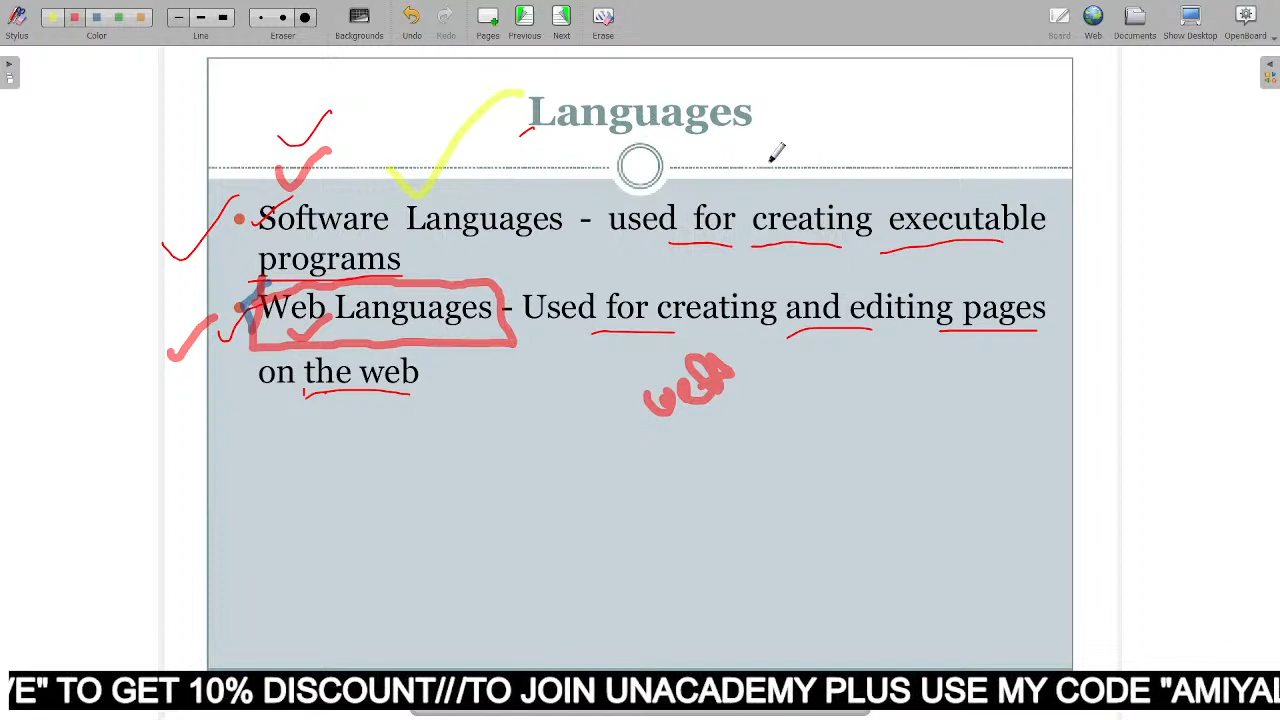 Stylus Color Line Eraser Backgrounds Undo Redo Pages Previous Next Erase Board Web Documents Show Desktop OpenBoard
Languages
Software Languages - used for creating executable
programs
Web Languages - Used for creating and editing pages
on the web
VE" TO GET 10% DISCOUNT///TO JOIN UNACADEMY PLUS USE MY CODE "AMIYAL